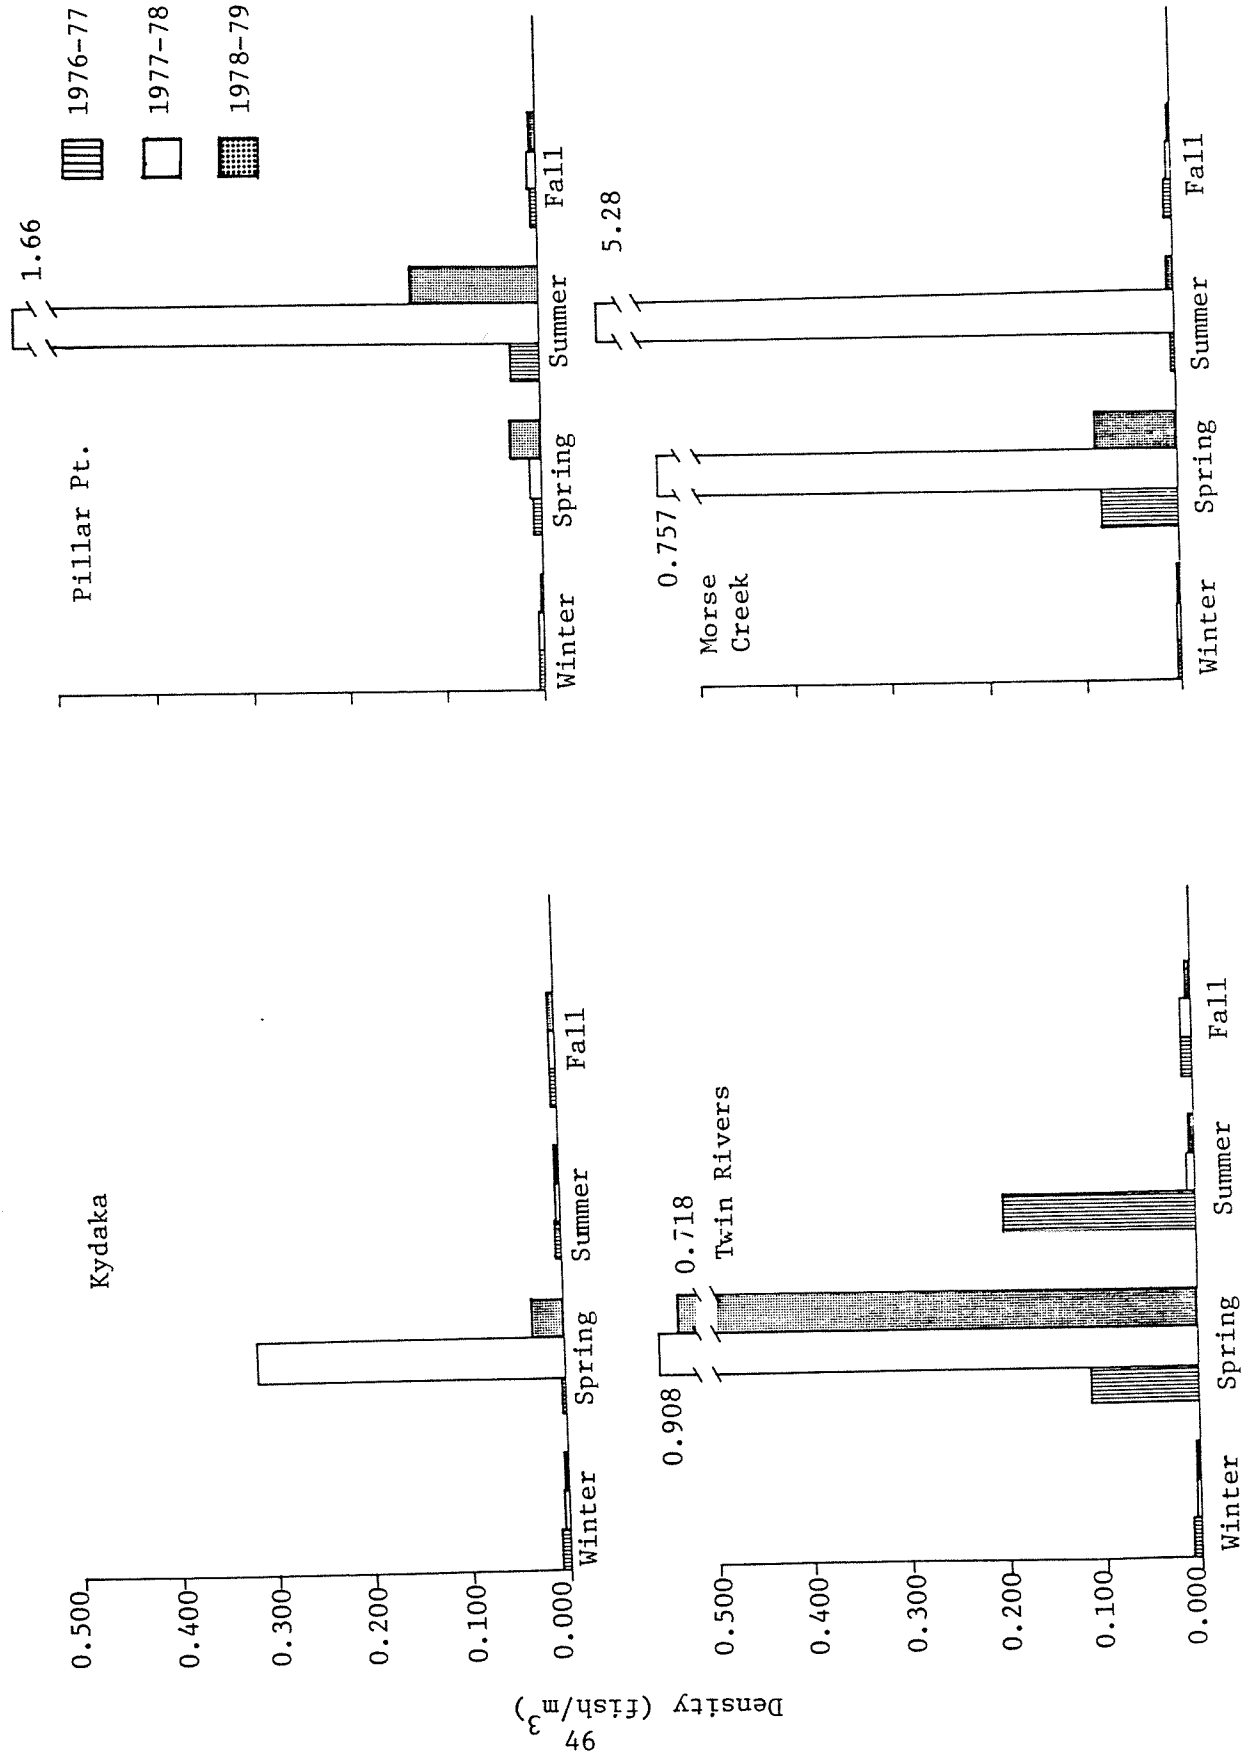 Kydaka
0.500
0.400
0.300
0.200
0.100
0.000
Winter
Spring
Summer
Fall
Pillar Pt.
1.66
Winter
Spring
Summer
Fall
1976-77
1977-78
1978-79
Density (fish/m3)
94
Twin Rivers
0.908
0.718
0.500
0.400
0.300
0.200
0.100
0.000
Winter
Spring
Summer
Fall
Morse
Creek
0.757
5.28
Winter
Spring
Summer
Fall